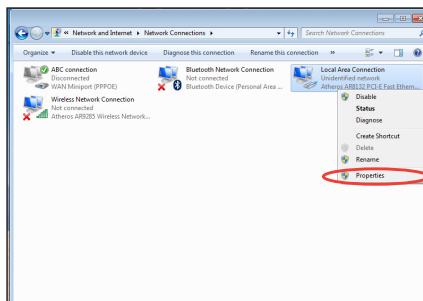 « Network and Internet ▸ Network Connections ▸
Search Network Connections
Organize ▾ Disable this network device Diagnose this connection Rename this connection »
ABC connection
Disconnected
WAN Miniport (PPPOE)
Bluetooth Network Connection
Not connected
Bluetooth Device (Personal Area ...
Local Area Connection
Unidentified network
Atheros AR8132 PCI-E Fast Ethern...
Wireless Network Connection
Not connected
Atheros AR9285 Wireless Network...
Disable
Status
Diagnose
Create Shortcut
Delete
Rename
Properties